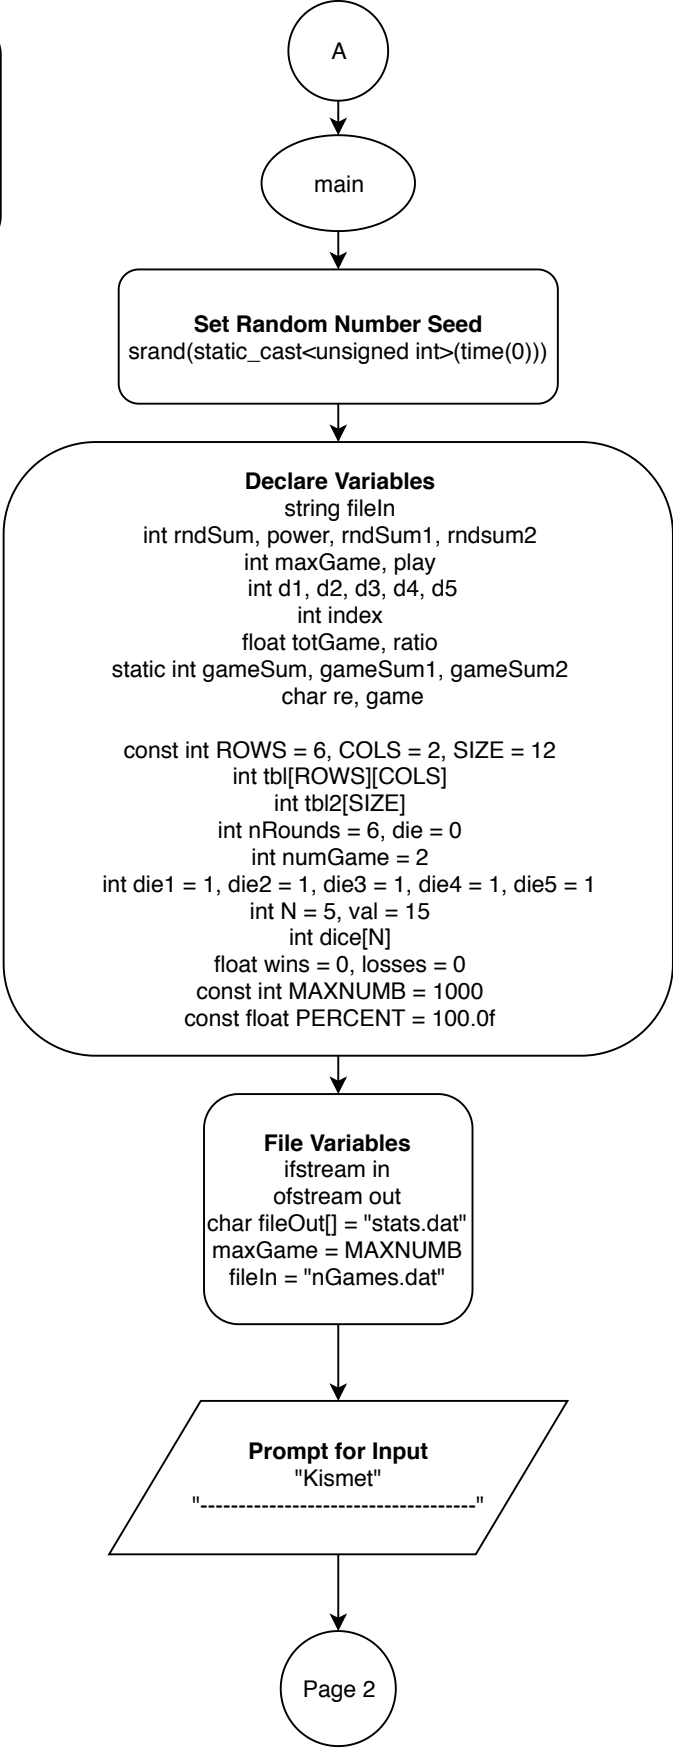 A
main
Set Random Number Seed
srand(static_cast<unsigned int>(time(0)))
Declare Variables
string fileIn
int rndSum, power, rndSum1, rndsum2
int maxGame, play
int d1, d2, d3, d4, d5
int index
float totGame, ratio
static int gameSum, gameSum1, gameSum2
char re, game
const int ROWS = 6, COLS = 2, SIZE = 12
int tbl[ROWS][COLS]
int tbl2[SIZE]
int nRounds = 6, die = 0
int numGame = 2
int die1 = 1, die2 = 1, die3 = 1, die4 = 1, die5 = 1
int N = 5, val = 15
int dice[N]
float wins = 0, losses = 0
const int MAXNUMB = 1000
const float PERCENT = 100.0f
File Variables
ifstream in
ofstream out
char fileOut[] = "stats.dat"
maxGame = MAXNUMB
fileIn = "nGames.dat"
Prompt for Input
"Kismet"
"------------------------------------"
Page 2